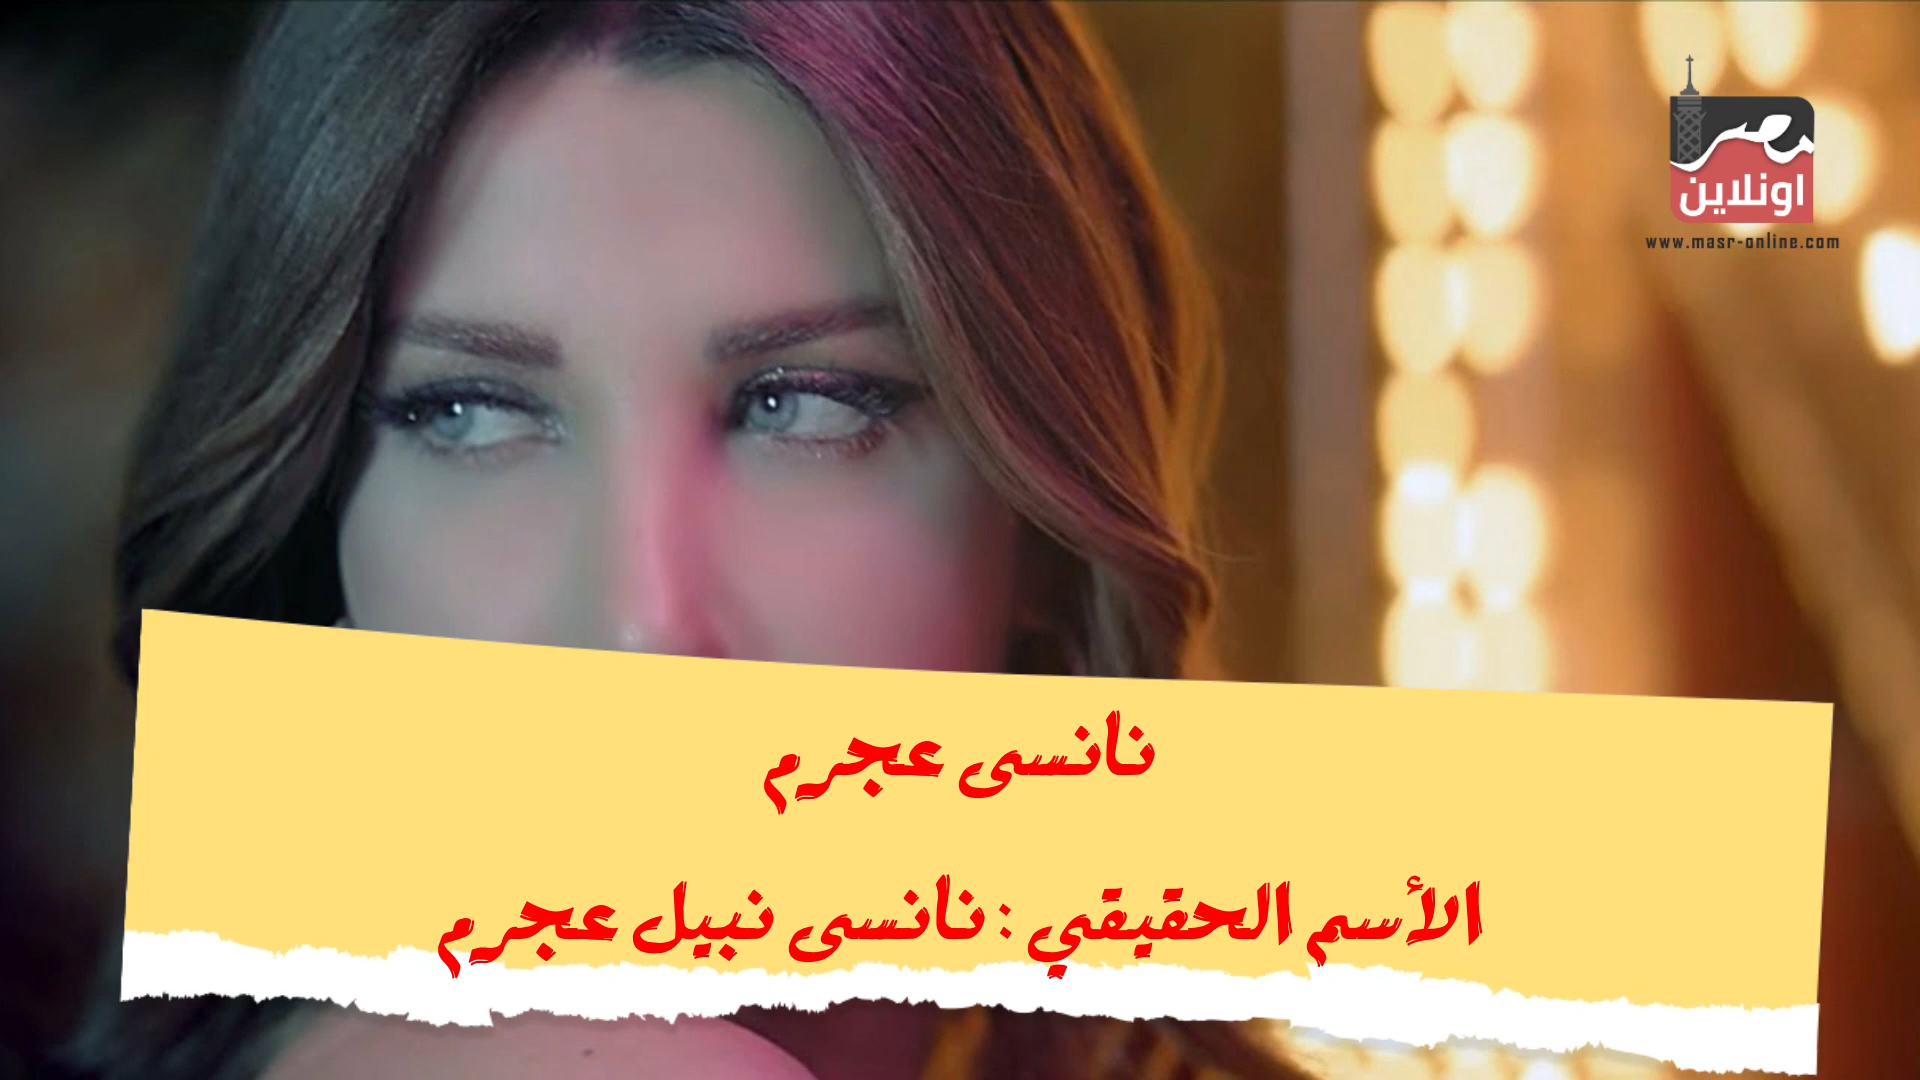 مصر
اونلاين
www.masr-online.com
نانسى عجرم
الأسم الحقيقي : نانسى نبيل عجرم